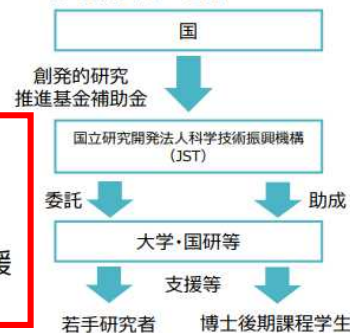 国
創発的研究
推進基金補助金
国立研究開発法人科学技術振興機構
（JST）
委託
助成
大学・国研等
援
支援等
若手研究者
博士後期課程学生